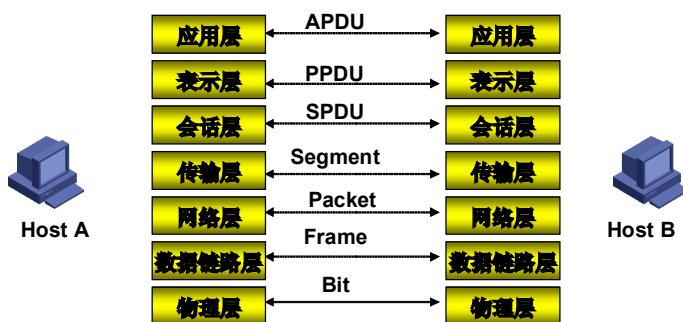 APDU
应用层 应用层
PPDU
表示层 表示层
SPDU
会话层 会话层
Segment
传输层 传输层
Packet
网络层 网络层
Host A Host B
Frame
数据链路层 数据链路层
Bit
物理层 物理层